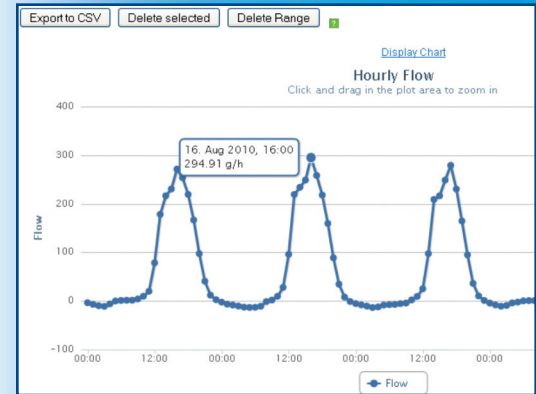 Export to CSV Delete selected Delete Range ?
Display Chart
Hourly Flow
Click and drag in the plot area to zoom in
400
300
200
100
0
-100
Flow
16. Aug 2010, 16:00
294.91 g/h
00:00 12:00 00:00 12:00 00:00 12:00 00:00
Flow